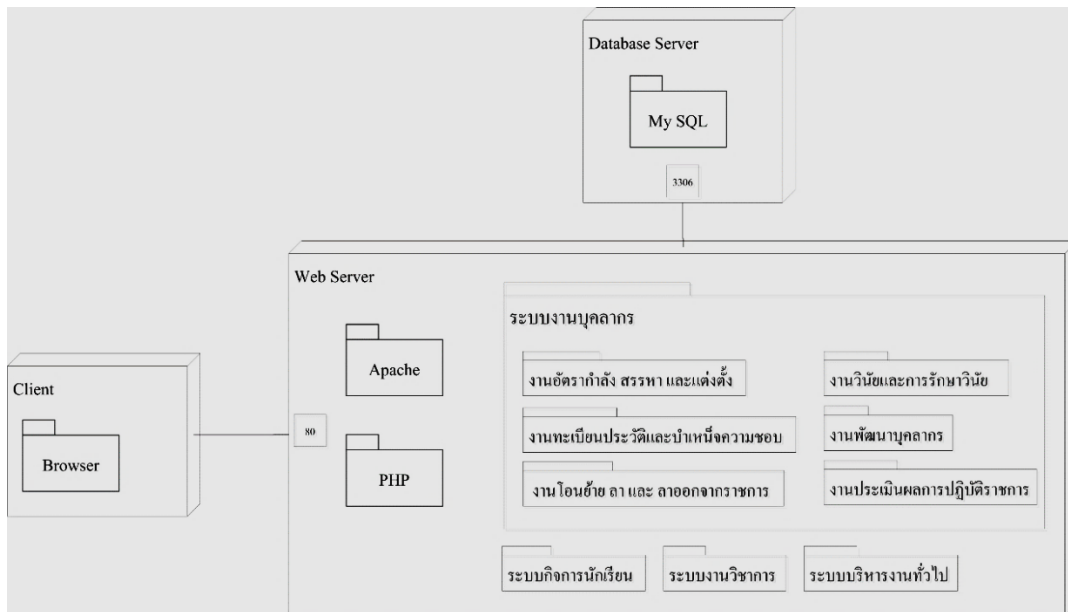 Database Server
My SQL
3306
Web Server
ระบบงานบุคลากร
Apache
งานอัตรากำลัง สรรหา และแต่งตั้ง
งานวินัยและการรักษาวินัย
Client
80
งานทะเบียนประวัติและบำเหน็จความชอบ
งานพัฒนาบุคลากร
Browser
PHP
งานโอนย้าย ลา และ ลาออกจากราชการ
งานประเมินผลการปฏิบัติราชการ
ระบบกิจการนักเรียน
ระบบงานวิชาการ
ระบบบริหารงานทั่วไป